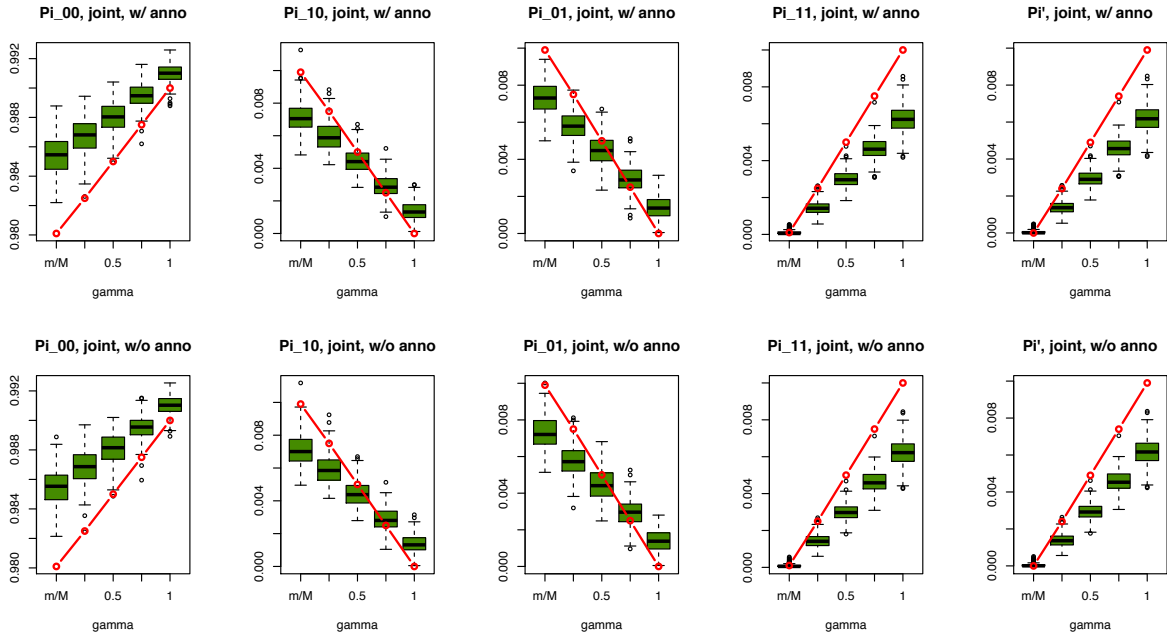 Pi_00, joint, w/ anno
0.980 0.984 0.988 0.992
m/M 0.5 1
gamma
Pi_10, joint, w/ anno
0.000 0.004 0.008
m/M 0.5 1
gamma
Pi_01, joint, w/ anno
0.000 0.004 0.008
m/M 0.5 1
gamma
Pi_11, joint, w/ anno
0.000 0.004 0.008
m/M 0.5 1
gamma
Pi', joint, w/ anno
0.000 0.004 0.008
m/M 0.5 1
gamma
Pi_00, joint, w/o anno
0.980 0.984 0.988 0.992
m/M 0.5 1
gamma
Pi_10, joint, w/o anno
0.000 0.004 0.008
m/M 0.5 1
gamma
Pi_01, joint, w/o anno
0.000 0.004 0.008
m/M 0.5 1
gamma
Pi_11, joint, w/o anno
0.000 0.004 0.008
m/M 0.5 1
gamma
Pi', joint, w/o anno
0.000 0.004 0.008
m/M 0.5 1
gamma